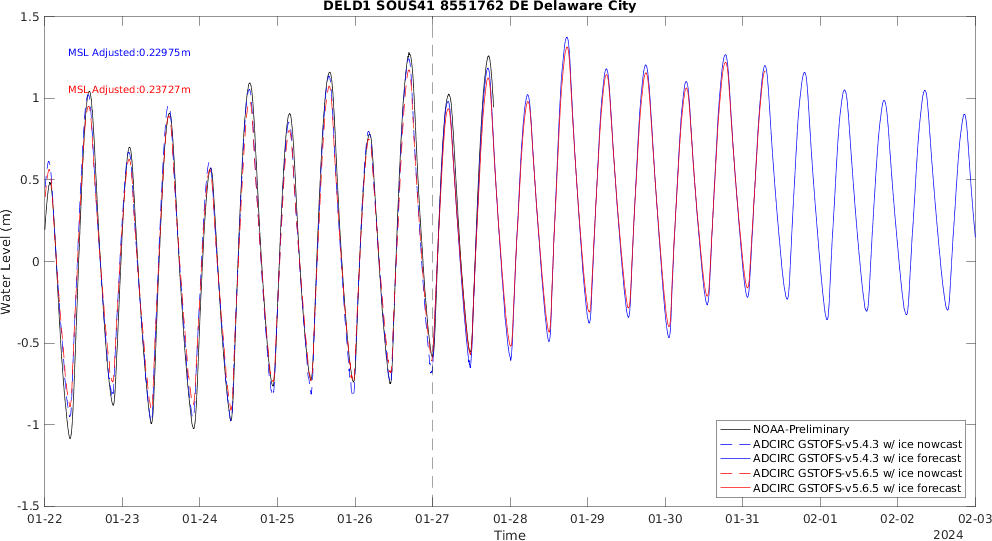 DELD1 SOUS41 8551762 DE Delaware City
1.5
1
0.5
0
-0.5
-1
-1.5
Water Level (m)
MSL Adjusted:0.22975m
MSL Adjusted:0.23727m
NOAA-Preliminary
ADCIRC GSTOFS-v5.4.3 w/ ice nowcast
ADCIRC GSTOFS-v5.4.3 w/ ice forecast
ADCIRC GSTOFS-v5.6.5 w/ ice nowcast
ADCIRC GSTOFS-v5.6.5 w/ ice forecast
01-22 01-23 01-24 01-25 01-26 01-27 01-28 01-29 01-30 01-31 02-01 02-02 02-03
Time
2024